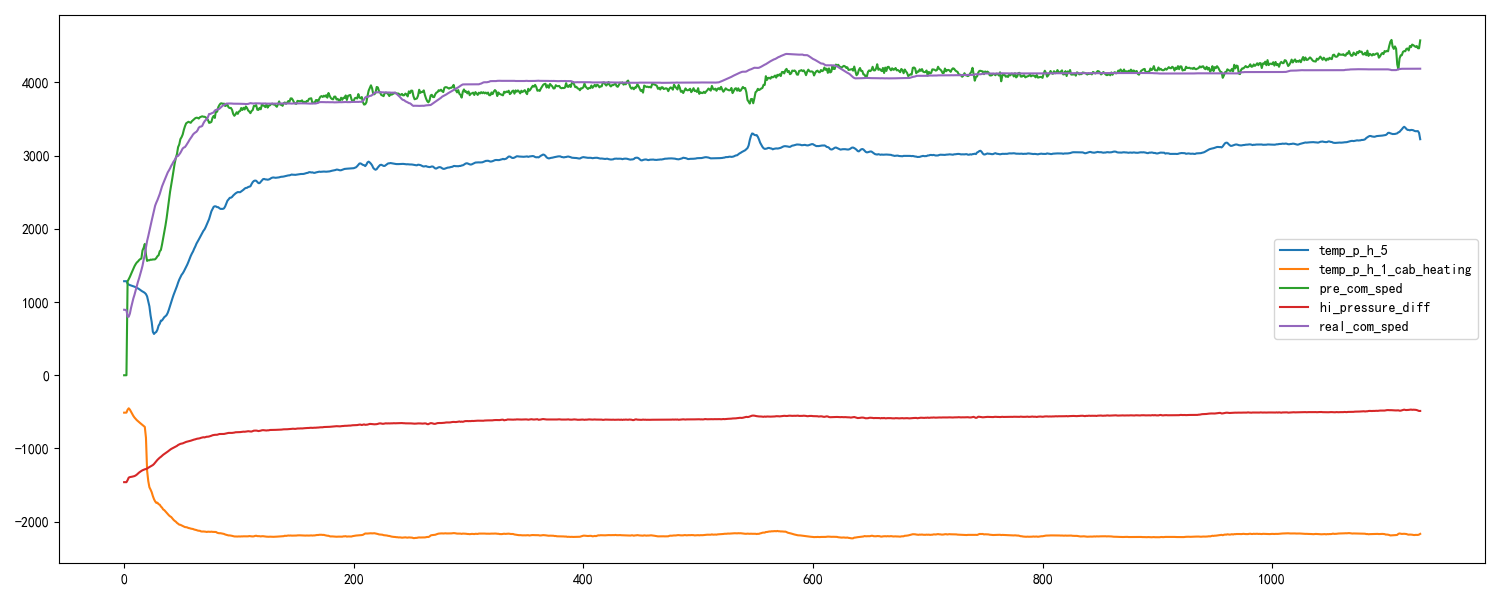 4000
3000
2000
1000
0
−1000
−2000
temp_p_h_5
temp_p_h_1_cab_heating
pre_com_sped
hi_pressure_diff
real_com_sped
0 200 400 600 800 1000